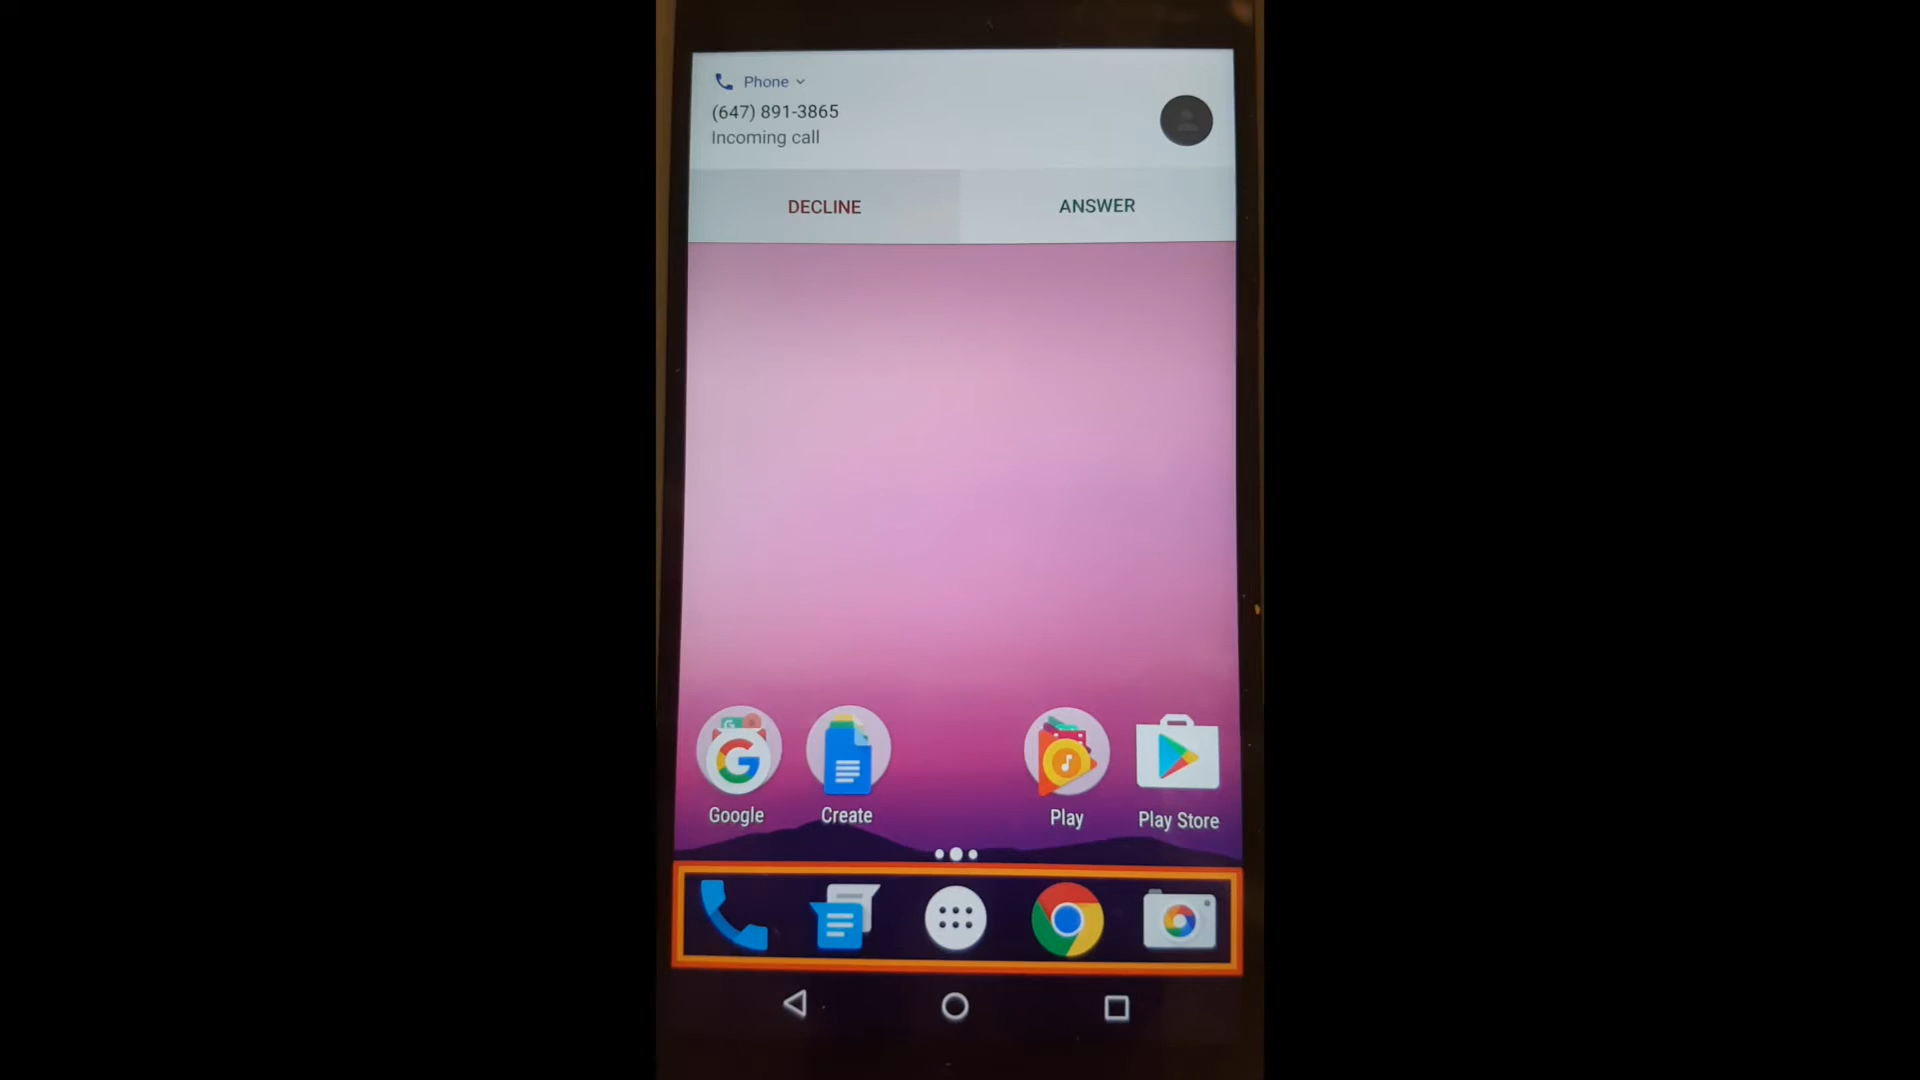 Phone
(647) 891-3865
Incoming call
DECLINE ANSWER
Google Create Play Play Store